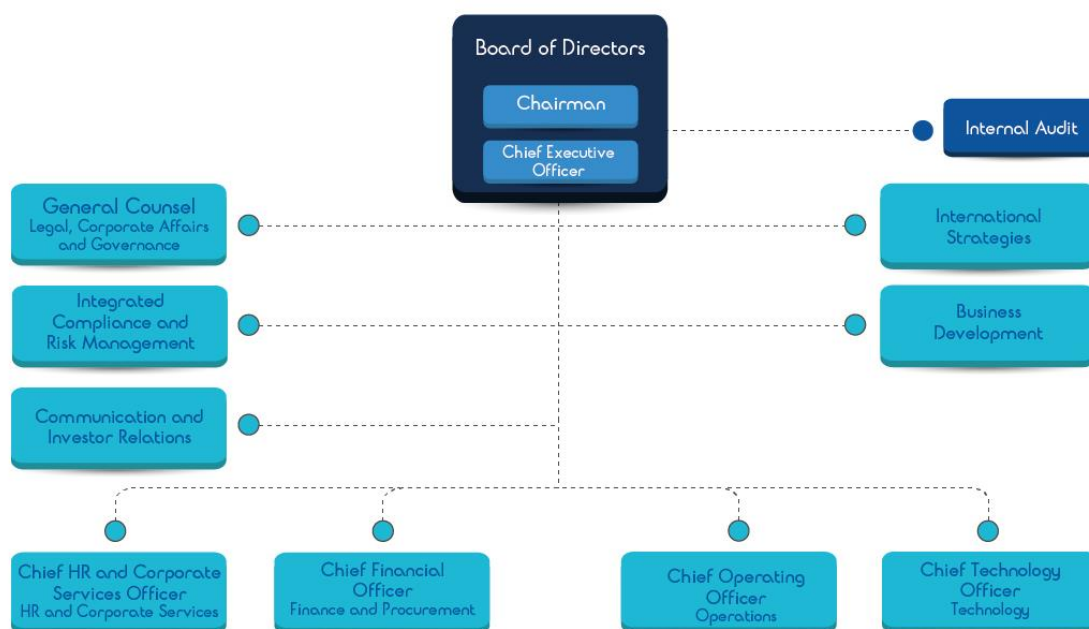 Board of Directors
Chairman
Chief Executive
Officer
Internal Audit
General Counsel
Legal, Corporate Affairs
and Governance
International
Strategies
Integrated
Compliance and
Risk Management
Business
Development
Communication and
Investor Relations
Chief HR and Corporate
Services Officer
HR and Corporate Services
Chief Financial
Officer
Finance and Procurement
Chief Operating
Officer
Operations
Chief Technology
Officer
Technology